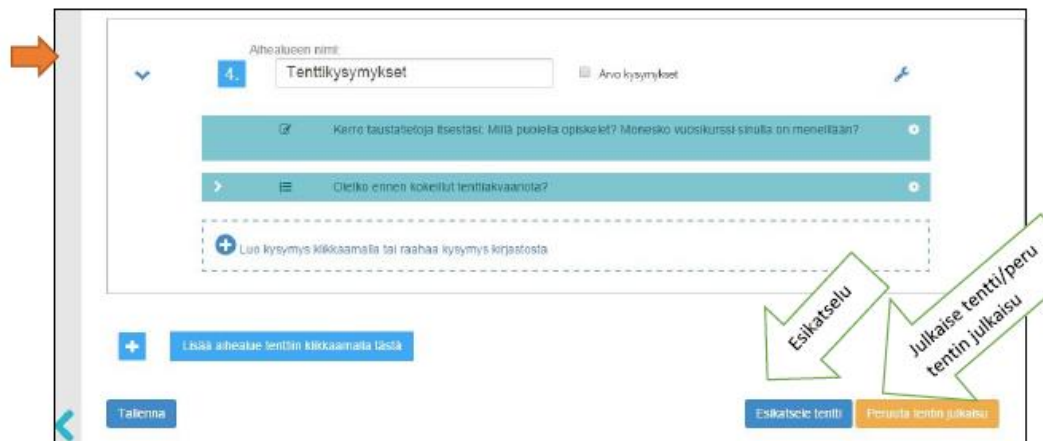 Aihealueen nimi:
4. Tenttikysymykset
Arvo kysymykset
Kerro taustatietoja itsestäsi. Millä puolella opiskelet? Monesko vuosikurssi sinulla on meneillään?
Oletko ennen kokeillut tenttiakvaariota?
Luo kysymys klikkaamalla tai raahaa kysymys kirjastosta
Esikatselu
Julkaise tentti/peru
tentin julkaisu
Lisää aihealue tenttiin klikkaamalla tästä
Tallenna
Esikatsele tentti
Peruuta tentin julkaisu